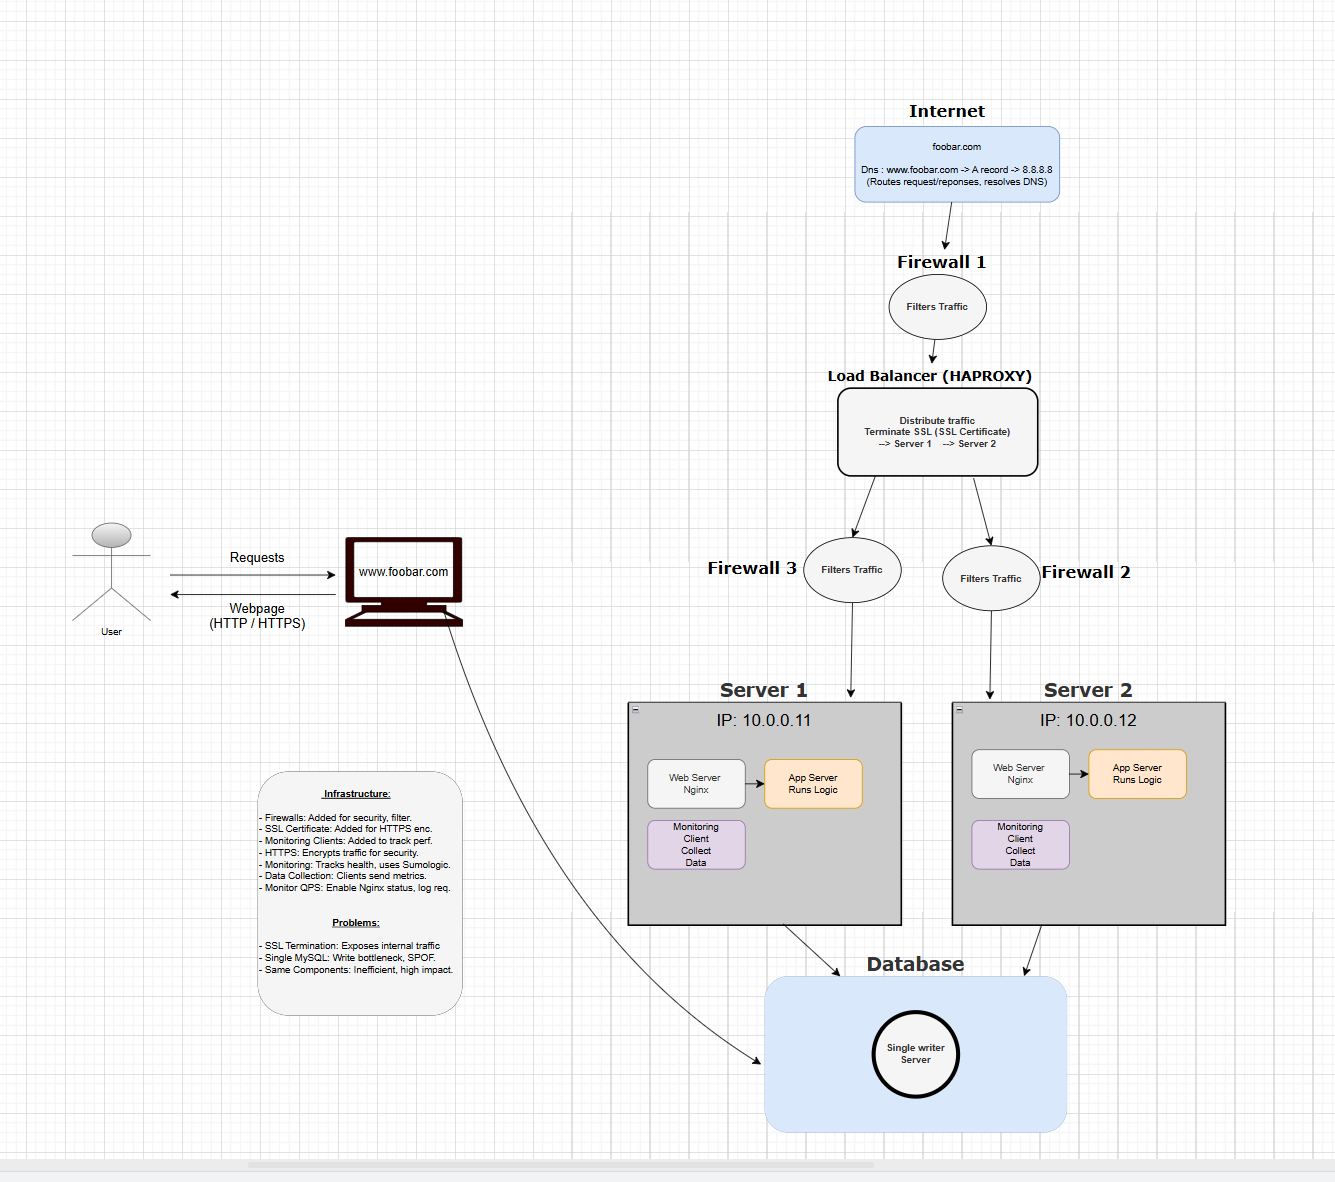 Internet
foobar.com
Dns : www.foobar.com -> A record -> 8.8.8.8
(Routes request/reponses, resolves DNS)
Firewall 1
Filters Traffic
Load Balancer (HAPROXY)
Distribute traffic
Terminate SSL (SSL Certificate)
--> Server 1    --> Server 2
Firewall 3
Filters Traffic
Filters Traffic
Firewall 2
Requests
Webpage
(HTTP / HTTPS)
User
www.foobar.com
Server 1
IP: 10.0.0.11
Web Server
Nginx
App Server
Runs Logic
Monitoring
Client
Collect
Data
Server 2
IP: 10.0.0.12
Web Server
Nginx
App Server
Runs Logic
Monitoring
Client
Collect
Data
Infrastructure:
- Firewalls: Added for security, filter.
- SSL Certificate: Added for HTTPS enc.
- Monitoring Clients: Added to track perf.
- HTTPS: Encrypts traffic for security.
- Monitoring: Tracks health, uses Sumologic.
- Data Collection: Clients send metrics.
- Monitor QPS: Enable Nginx status, log req.
Problems:
- SSL Termination: Exposes internal traffic
- Single MySQL: Write bottleneck, SPOF.
- Same Components: Inefficient, high impact.
Database
Single writer
Server